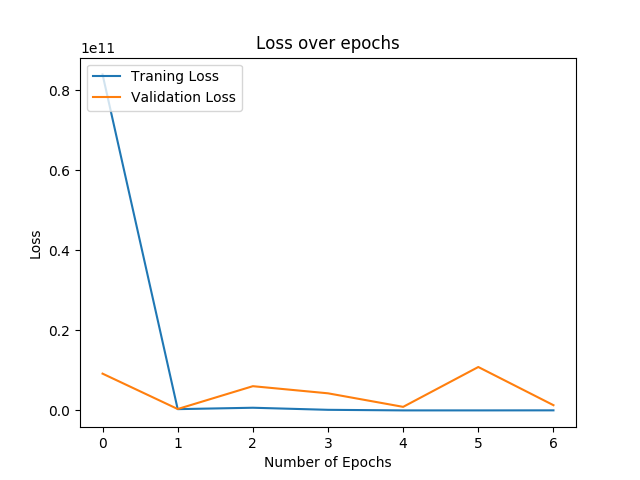 Loss over epochs
1e11
Traning Loss
Validation Loss
0.8
0.6
0.4
0.2
0.0
Loss
0 1 2 3 4 5 6
Number of Epochs